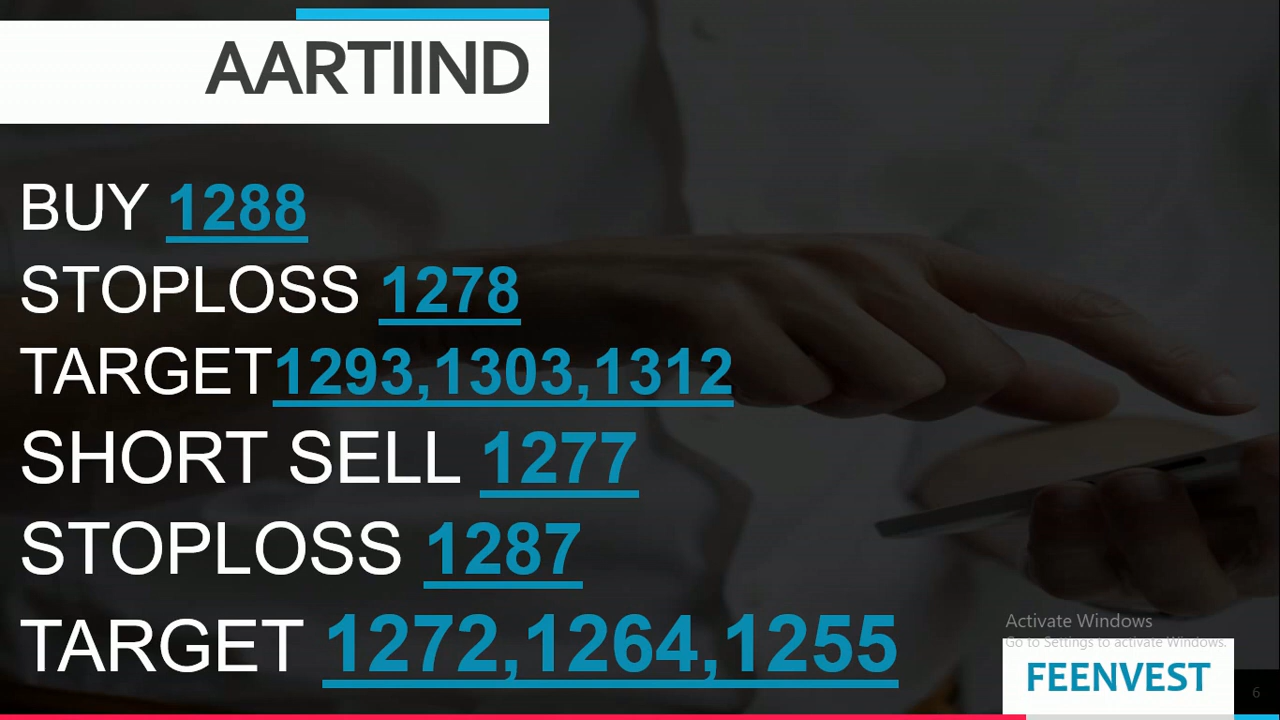 AARTIIND
BUY 1288
STOPLOSS 1278
TARGET1293,1303,1312
SHORT SELL 1277
STOPLOSS 1287
TARGET 1272,1264,1255
Activate Windows
Go to Settings to activate Windows.
FEENVEST
6